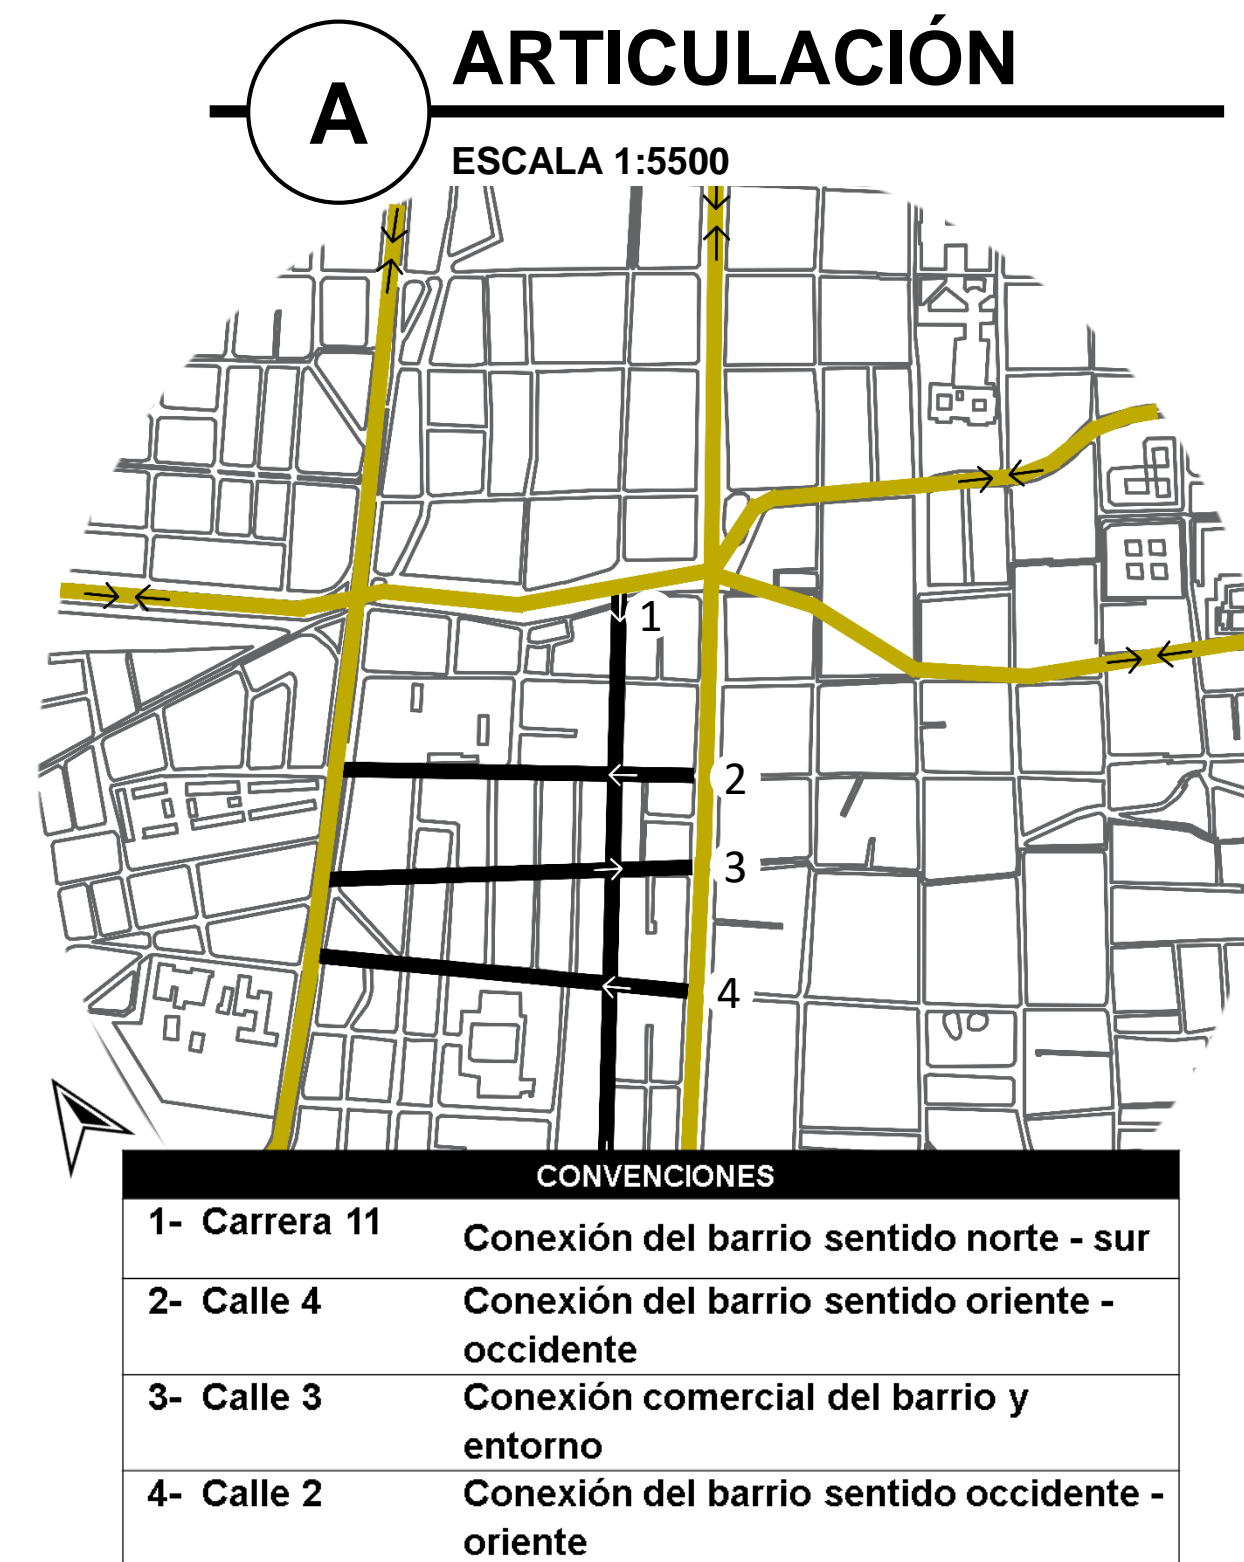 A
ARTICULACIÓN
ESCALA 1:5500
1
2
3
4
CONVENCIONES
1- Carrera 11 Conexión del barrio sentido norte - sur
2- Calle 4 Conexión del barrio sentido oriente -
occidente
3- Calle 3 Conexión comercial del barrio y
entorno
4- Calle 2 Conexión del barrio sentido occidente -
oriente